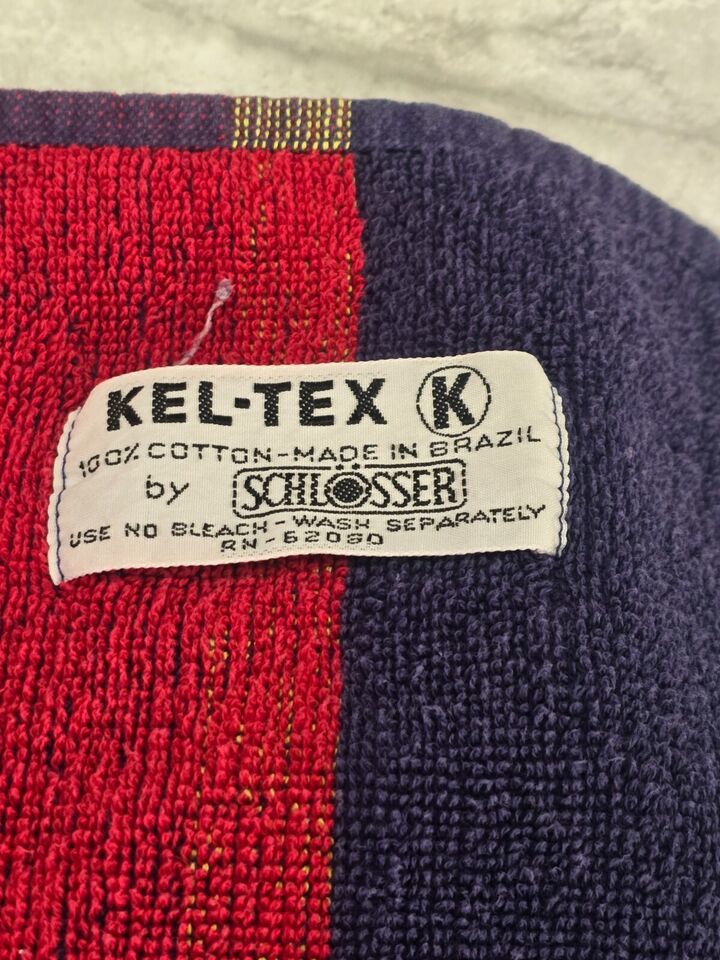 KEL-TEX K
100% COTTON-MADE IN BRAZIL
by SCHLÖSSER
USE NO BLEACH-WASH SEPARATELY
RN-62090